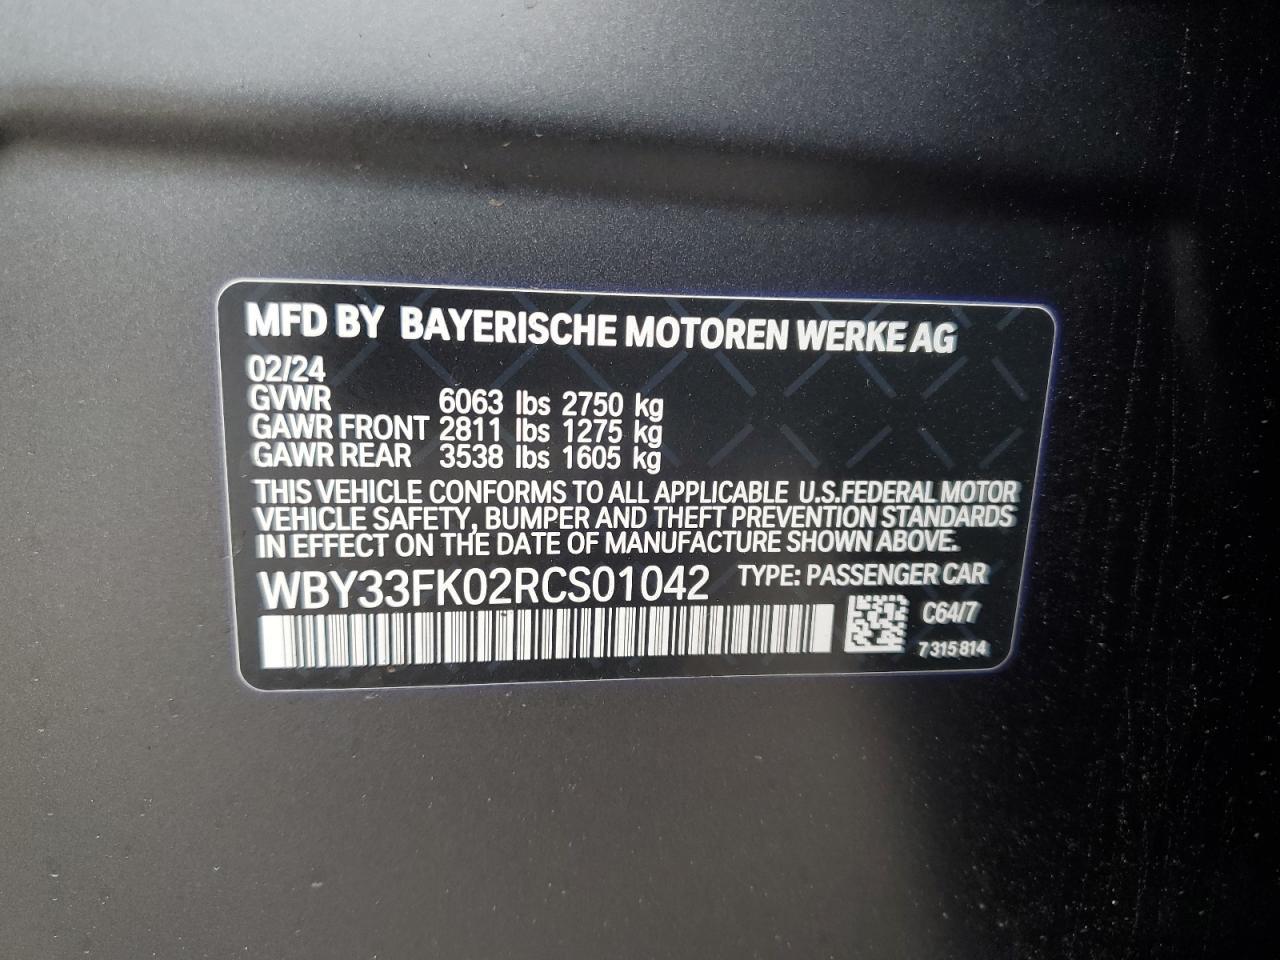 MFD BY BAYERISCHE MOTOREN WERKE AG
02/24
GVWR 6063 lbs 2750 kg
GAWR FRONT 2811 lbs 1275 kg
GAWR REAR 3538 lbs 1605 kg
THIS VEHICLE CONFORMS TO ALL APPLICABLE U.S.FEDERAL MOTOR
VEHICLE SAFETY, BUMPER AND THEFT PREVENTION STANDARDS
IN EFFECT ON THE DATE OF MANUFACTURE SHOWN ABOVE.
WBY33FK02RCS01042 TYPE: PASSENGER CAR
C64/7
7 315 814